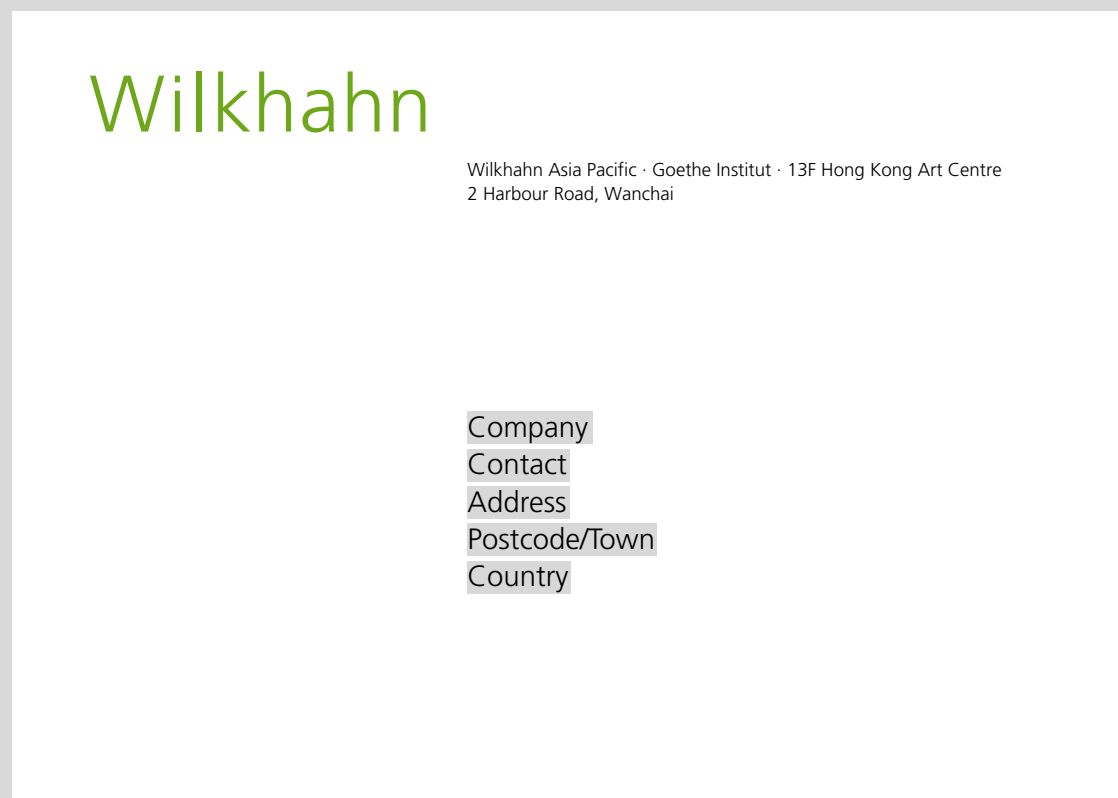 Wilkhahn
Wilkhahn Asia Pacific · Goethe Institut · 13F Hong Kong Art Centre
2 Harbour Road, Wanchai
Company
Contact
Address
Postcode/Town
Country